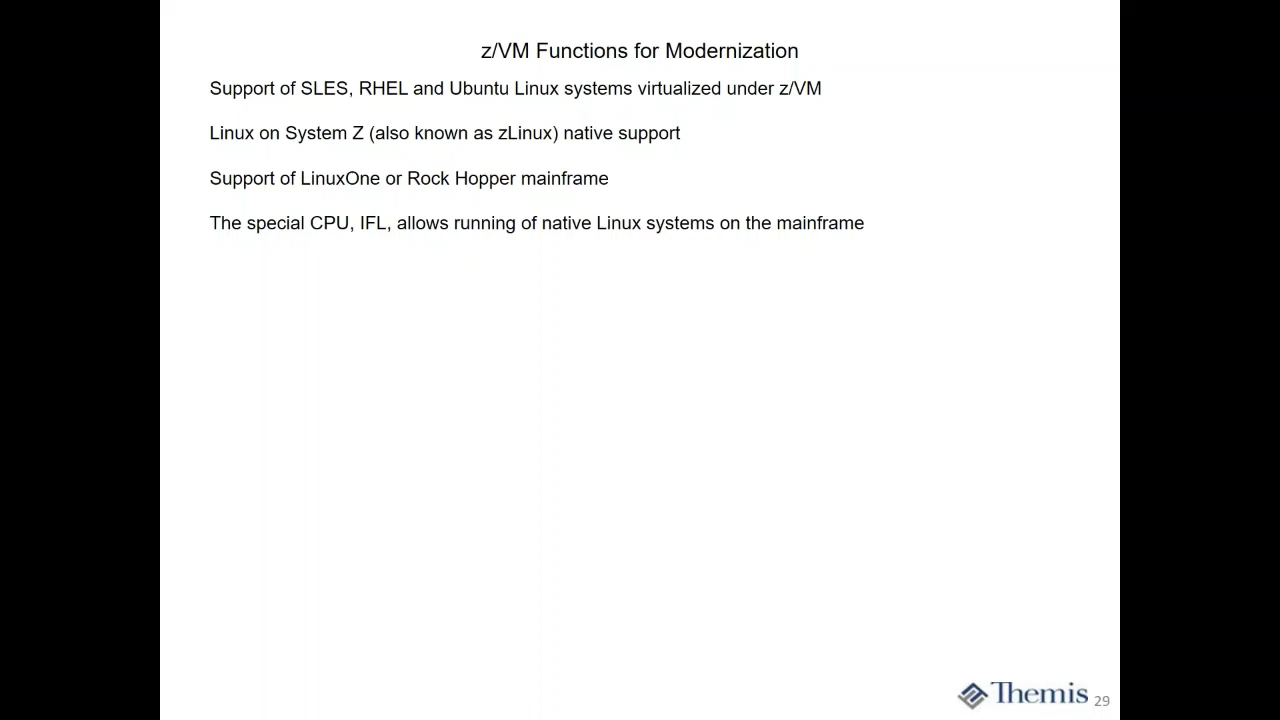 z/VM Functions for Modernization
Support of SLES, RHEL and Ubuntu Linux systems virtualized under z/VM
Linux on System Z (also known as zLinux) native support
Support of LinuxOne or Rock Hopper mainframe
The special CPU, IFL, allows running of native Linux systems on the mainframe
Themis 29